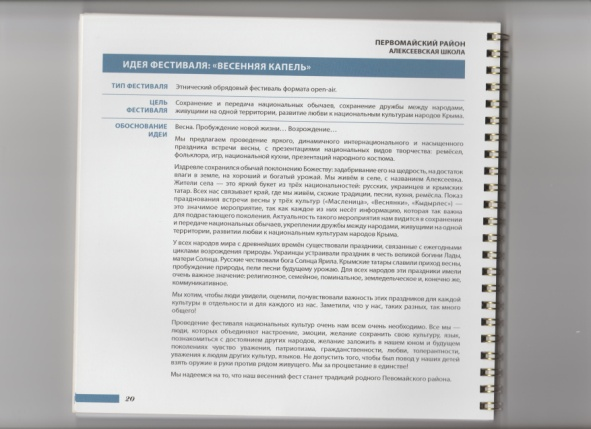 ПЕРВОМАЙСКИЙ РАЙОН
АЛЕКСЕЕВСКАЯ ШКОЛА
ИДЕЯ ФЕСТИВАЛЯ: «ВЕСЕННЯЯ КАПЕЛЬ»
ТИП ФЕСТИВАЛЯ Этнический обрядовый фестиваль формата open-air.
ЦЕЛЬ ФЕСТИВАЛЯ Сохранение и передача национальных обычаев, сохранение дружбы между народами,
живущими на одной территории, развитие любви к национальным культурам народов Крыма.
ОБОСНОВАНИЕ ИДЕИ Весна. Пробуждение новой жизни… Возрождение…
Мы предлагаем проведение яркого, динамичного интернационального и насыщенного
праздника встречи весны, с презентациями национальных видов творчества: ремёсел,
фольклора, игр, национальной кухни, презентаций народного костюма.
Издревле сохранился обычай поклонению Божеству: задабривание его на щедрость, на достаток
влаги в земле, на хороший и богатый урожай. Мы живём в селе, с названием Алексеевка.
Жители села — это яркий букет из трёх национальностей: русских, украинцев и крымских
татар. Всех нас связывает край, где мы живём, схожие традиции, песни, кухня, ремёсла. Показ
празднования встречи весны у трёх культур («Масленица», «Веснянки», «Кыдырлез») —
это значимое мероприятие, так как каждое из них несёт информацию, которая так важна
для подрастающего поколения. Актуальность такого мероприятия нам видится в сохранении
и передаче национальных обычаев, укреплении дружбы между народами, живущими на одной
территории, развитии любви к национальным культурам народов Крыма.
У всех народов мира с древнейших времён существовали праздники, связанные с ежегодными
циклами возрождения природы. Украинцы устраивали праздник в честь великой богини Лады,
матери Солнца. Русские чествовали бога Солнца Ярила. Крымские татары славили приход весны,
пробуждение природы, пели песни будущему урожаю. Для всех народов эти праздники имели
очень важное значение: религиозное, семейное, поминальное, земледельческое и, конечно же,
коммуникативное.
Мы хотим, чтобы люди увидели, оценили, почувствовали важность этих праздников для каждой
культуры в отдельности и для каждого из нас. Заметили, что у нас, таких разных, так много
общего!
Проведение фестиваля национальных культур очень нам всем очень необходимо. Все мы —
люди, которых объединяют настроение, эмоции, желание сохранить свою культуру, язык,
познакомиться с достоянием других народов, желание заложить в нашем юном и будущем
поколениях чувство уважения, патриотизма, гражданственности, любви, толерантности,
уважения к людям других культур, языков. Не допустить того, чтобы был повод у наших детей
взять оружие в руки против рядом живущего. Мы за процветание в единстве!
Мы надеемся на то, что наш весенний фест станет традиций родного Певомайского района.
20